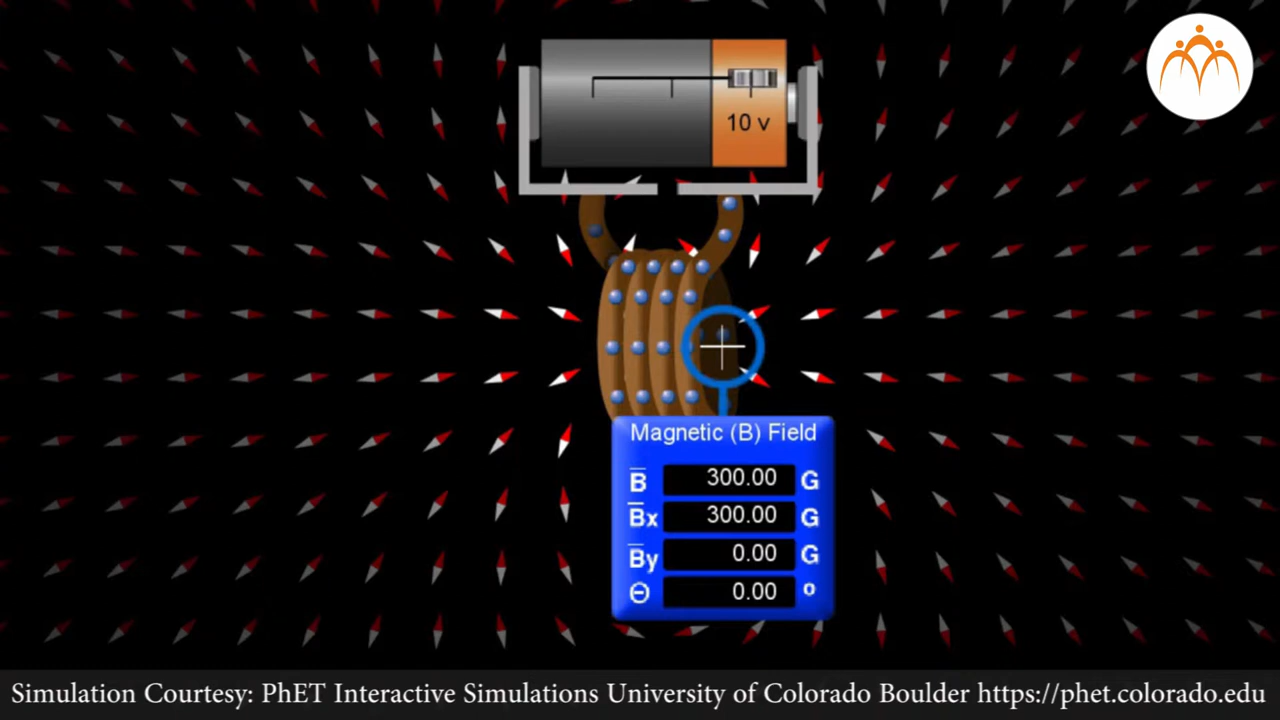 10 v
Magnetic (B) Field
B 300.00 G
Bx 300.00 G
By 0.00 G
Θ 0.00 º
Simulation Courtesy: PhET Interactive Simulations University of Colorado Boulder https://phet.colorado.edu